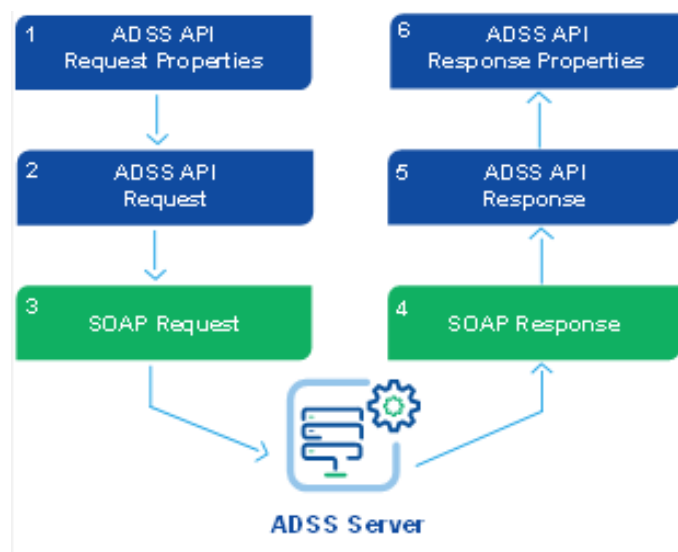 1
ADSS API
Request Properties
2
ADSS API
Request
3
SOAP Request
ADSS Server
4
SOAP Response
5
ADSS API
Response
6
ADSS API
Response Properties